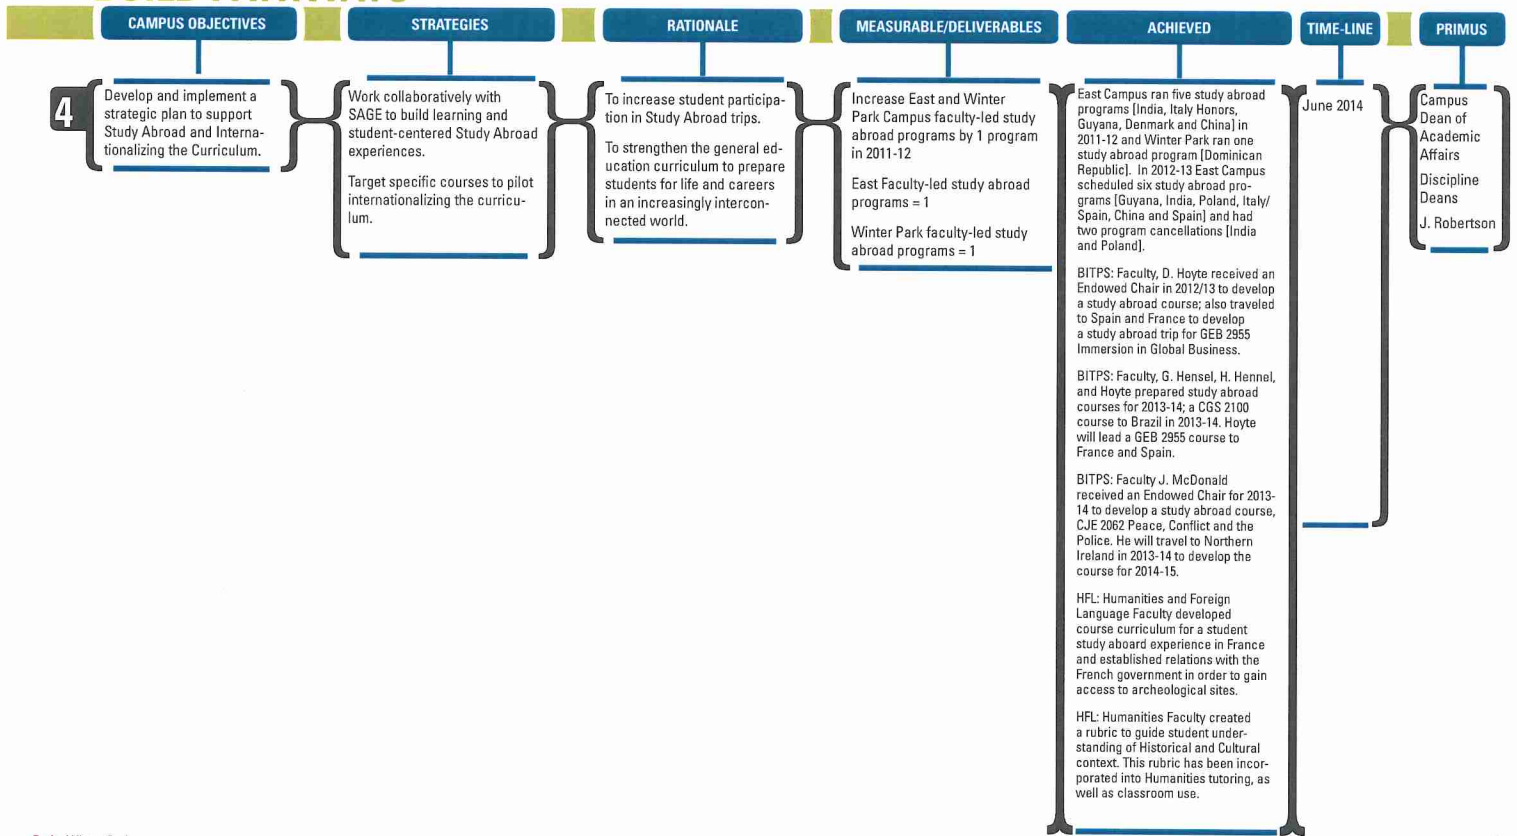 CAMPUS OBJECTIVES
STRATEGIES
RATIONALE
MEASURABLE/DELIVERABLES
ACHIEVED
TIME-LINE
PRIMUS
4
Develop and implement a
strategic plan to support
Study Abroad and Interna-
tionalizing the Curriculum.
Work collaboratively with
SAGE to build learning and
student-centered Study Abroad
experiences.
Target specific courses to pilot
internationalizing the curricu-
lum.
To increase student participa-
tion in Study Abroad trips.
To strengthen the general ed-
ucation curriculum to prepare
students for life and careers
in an increasingly intercon-
nected world.
Increase East and Winter
Park Campus faculty-led study
abroad programs by 1 program
in 2011-12
East Faculty-led study abroad
programs = 1
Winter Park faculty-led study
abroad programs = 1
East Campus ran five study abroad
programs [India, Italy Honors,
Guyana, Denmark and China] in
2011-12 and Winter Park ran one
study abroad program [Dominican
Republic]. In 2012-13 East Campus
scheduled six study abroad pro-
grams [Guyana, India, Poland, Italy/
Spain, China and Spain] and had
two program cancellations [India
and Poland].
BITPS: Faculty, D. Hoyte received an
Endowed Chair in 2012/13 to develop
a study abroad course; also traveled
to Spain and France to develop
a study abroad trip for GEB 2955
Immersion in Global Business.
BITPS: Faculty, G. Hensel, H. Hennel,
and Hoyte prepared study abroad
courses for 2013-14; a CGS 2100
course to Brazil in 2013-14. Hoyte
will lead a GEB 2955 course to
France and Spain.
BITPS: Faculty J. McDonald
received an Endowed Chair for 2013-
14 to develop a study abroad course,
CJE 2062 Peace, Conflict and the
Police. He will travel to Northern
Ireland in 2013-14 to develop the
course for 2014-15.
HFL: Humanities and Foreign
Language Faculty developed
course curriculum for a student
study aboard experience in France
and established relations with the
French government in order to gain
access to archeological sites.
HFL: Humanities Faculty created
a rubric to guide student under-
standing of Historical and Cultural
context. This rubric has been incor-
porated into Humanities tutoring, as
well as classroom use.
June 2014
Campus
Dean of
Academic
Affairs
Discipline
Deans
J. Robertson